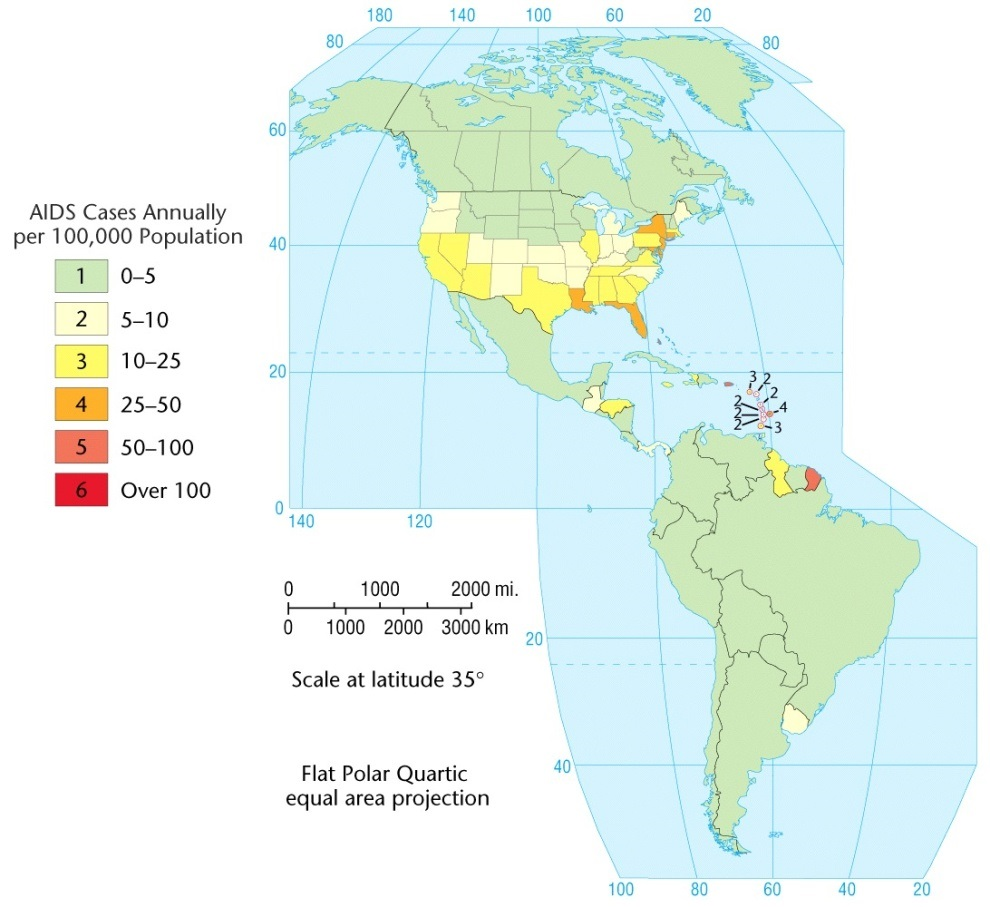 180 140 100 60 20
80 80
60
AIDS Cases Annually
per 100,000 Population
1 0–5
2 5–10
3 10–25
4 25–50
5 50–100
6 Over 100
40
20
3 2
2
2 4
2
2 3
0
140 120
0 1000 2000 mi.
0 1000 2000 3000 km
Scale at latitude 35°
20
Flat Polar Quartic
equal area projection
40
100 80 60 40 20